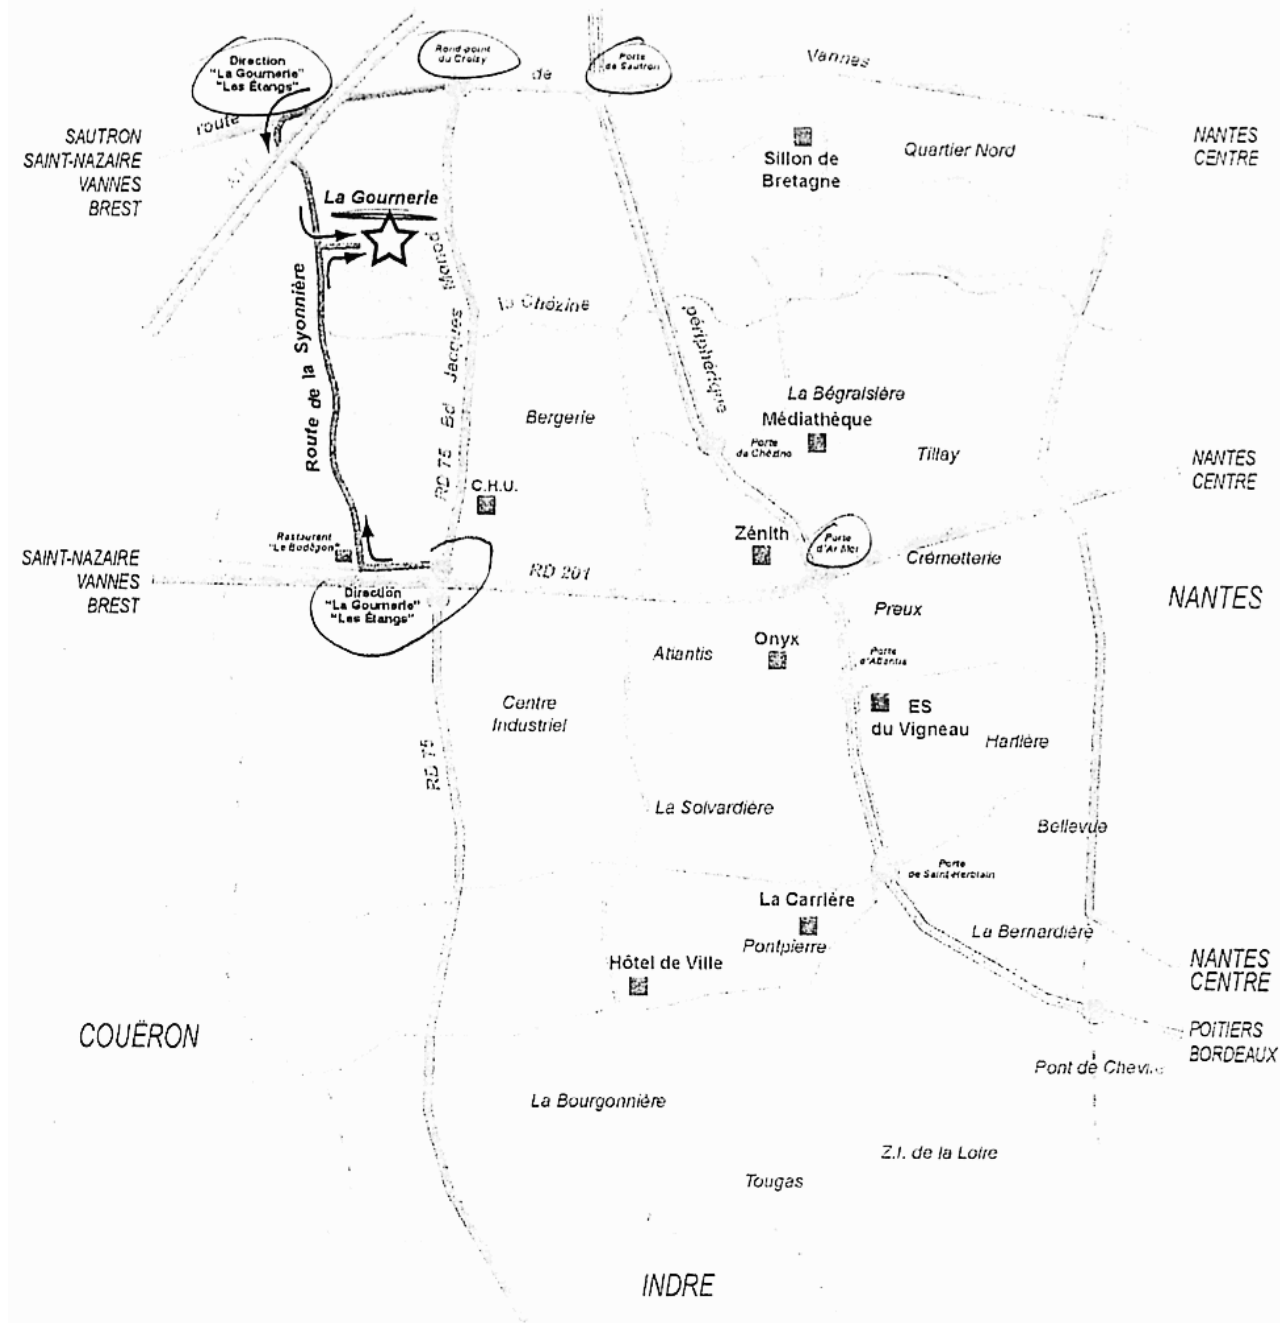 Direction
"La Gournerie"
"Les Étangs"
Rond-point
du Croisy
Porte
de Sautron
route
de
Vannes
SAUTRON
SAINT-NAZAIRE
VANNES
BREST
NANTES
CENTRE
Sillon de
Bretagne
Quartier Nord
La Gournerie
Route de la Syonnière
RD 75 Bd Jacques Monod
la Chézine
périphérique
Bergerie
La Bégraisière
Médiathèque
Porte
de Chézine
Tillay
NANTES
CENTRE
C.H.U.
Restaurant
"Le Bodégon"
Zénith
Porte
d'Ar Mor
Crémetterie
SAINT-NAZAIRE
VANNES
BREST
RD 201
Direction
"La Gournerie"
"Les Étangs"
Preux
NANTES
Atlantis
Onyx
Porte
d'Atlantis
Centre
Industriel
ES
du Vigneau
Harlière
RD 75
La Solvardière
Bellevue
Porte
de Saint-Herblain
La Carrière
Pontpierre
La Bernardière
Hôtel de Ville
NANTES
CENTRE
COUËRON
POITIERS
BORDEAUX
Pont de
La Bourgonnière
Z.I. de la Loire
Tougas
INDRE